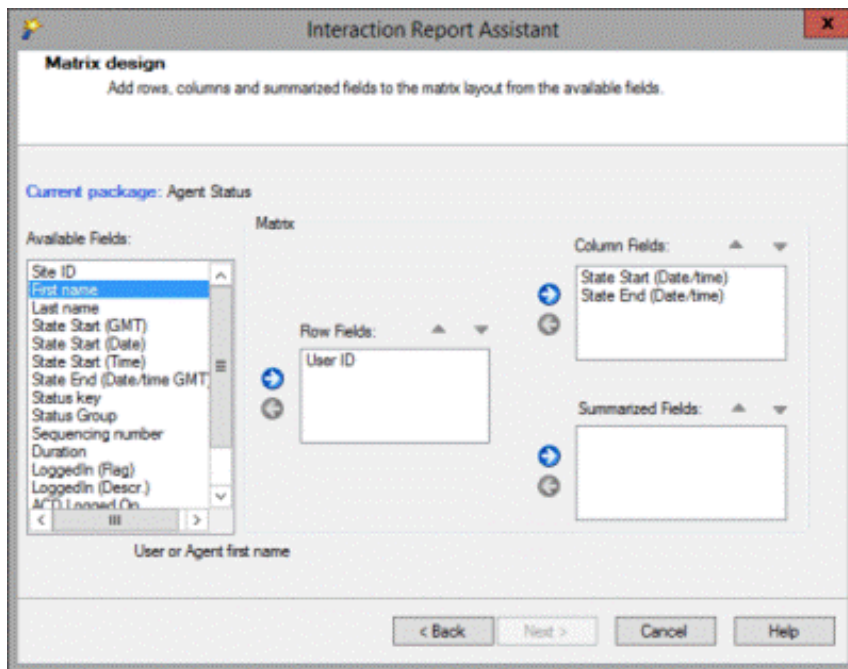 Interaction Report Assistant
x
Matrix design
Add rows, columns and summarized fields to the matrix layout from the available fields.
Current package: Agent Status
Available Fields:
Site ID
First name
Last name
State Start (GMT)
State Start (Date)
State Start (Time)
State End (Date/time GMT)
Status key
Status Group
Sequencing number
Duration
LoggedIn (Flag)
LoggedIn (Descr.)
ACD Logged On
Matrix
Row Fields:
User ID
Column Fields:
State Start (Date/time)
State End (Date/time)
Summarized Fields:
User or Agent first name
< Back
Next >
Cancel
Help